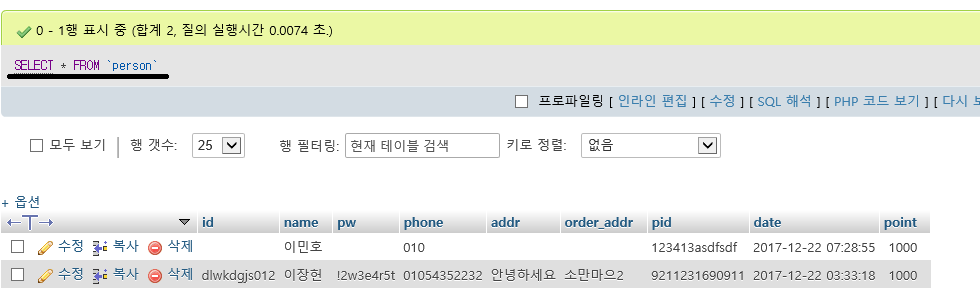 0 - 1행 표시 중 (합계 2, 질의 실행시간 0.0074 초.)
SELECT * FROM `person`
프로파일링 [ 인라인 편집 ] [ 수정 ] [ SQL 해석 ] [ PHP 코드 보기 ] [ 다시 보
모두 보기 행 갯수: 25 행 필터링: 현재 테이블 검색 키로 정렬: 없음
+ 옵션
←T→ id name pw phone addr order_addr pid date point
수정 복사 삭제 이민호 010 123413asdfsdf 2017-12-22 07:28:55 1000
수정 복사 삭제 dlwkdgjs012 이장헌 !2w3e4r5t 01054352232 안녕하세요 소만마으2 9211231690911 2017-12-22 03:33:18 1000